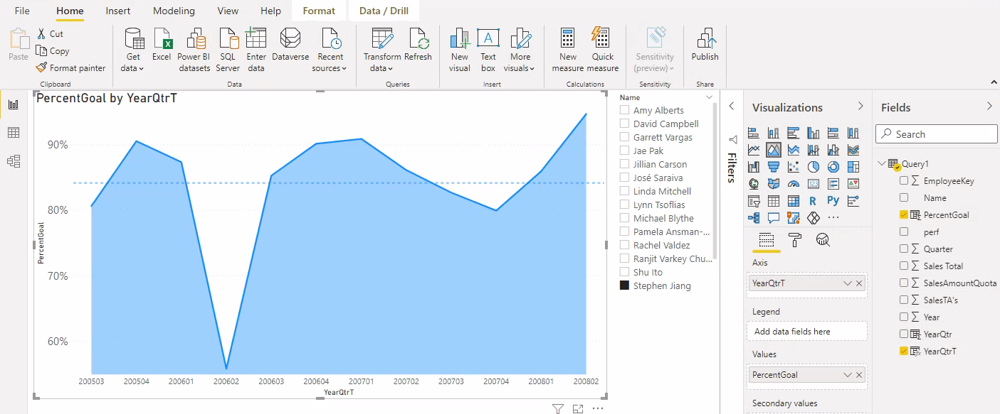 File Home Insert Modeling View Help Format Data / Drill
Paste
Cut
Copy
Format painter
Clipboard
Get data
Excel
Power BI datasets
SQL Server
Enter data
Dataverse
Recent sources
Data
Transform data
Refresh
Queries
New visual
Text box
More visuals
Insert
New measure
Quick measure
Calculations
Sensitivity (preview)
Sensitivity
Publish
Share
PercentGoal by YearQtrT
90%
80%
70%
60%
PercentGoal
200503 200504 200601 200602 200603 200604 200701 200702 200703 200704 200801 200802
YearQtrT
Name
Amy Alberts
David Campbell
Garrett Vargas
Jae Pak
Jillian Carson
José Saraiva
Linda Mitchell
Lynn Tsoflias
Michael Blythe
Pamela Ansman-...
Rachel Valdez
Ranjit Varkey Chu...
Shu Ito
Stephen Jiang
Filters
Visualizations
123
R
Py
Axis
YearQtrT
Legend
Add data fields here
Values
PercentGoal
Secondary values
Fields
Search
Query1
EmployeeKey
Name
PercentGoal
perf
Quarter
Sales Total
SalesAmountQuota
SalesTA's
Year
YearQtr
YearQtrT